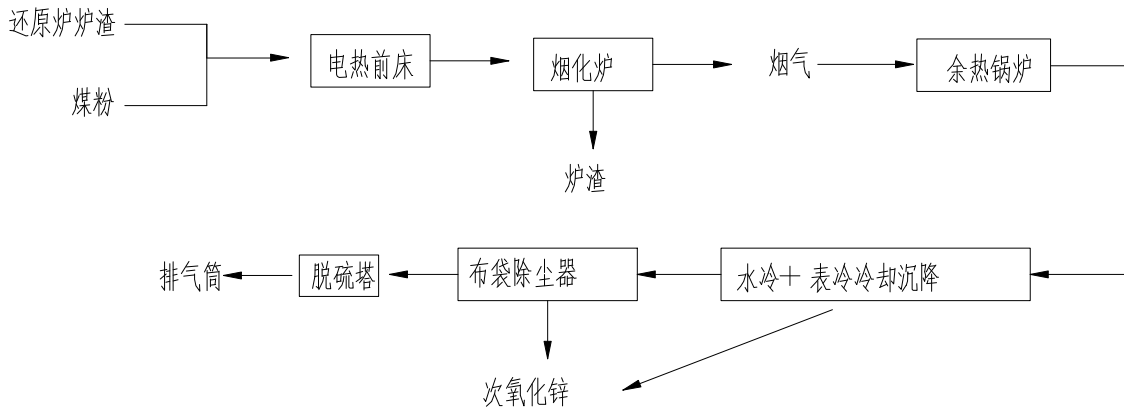 还原炉炉渣
煤粉
电热前床
烟化炉
烟气
余热锅炉
炉渣
排气筒
脱硫塔
布袋除尘器
水冷+ 表冷冷却沉降
次氧化锌